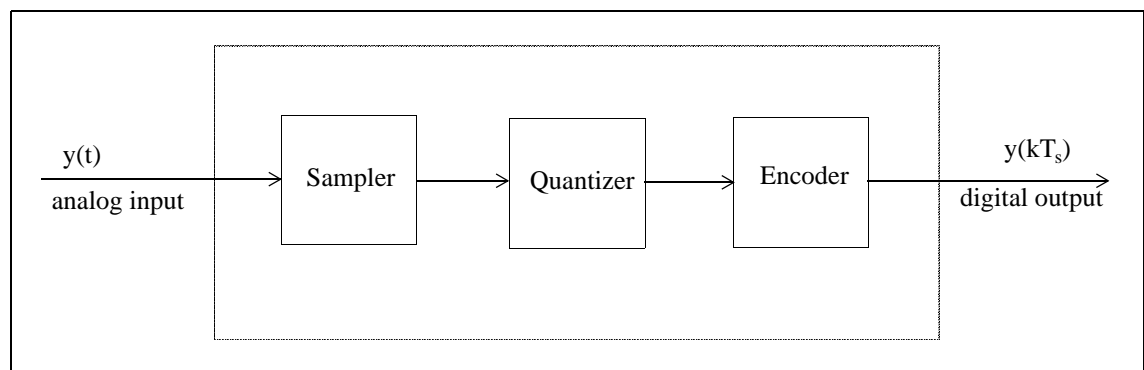 y(t)
analog input
Sampler
Quantizer
Encoder
y(kTₛ)
digital output